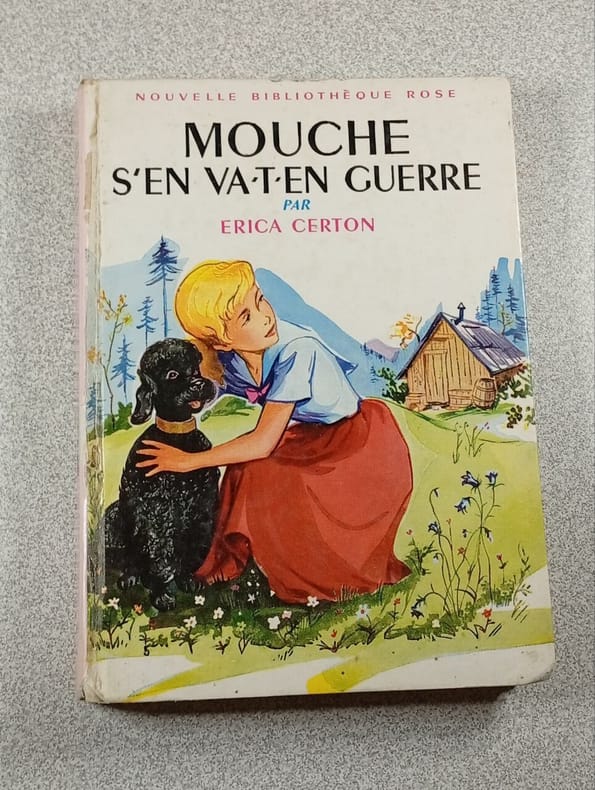 NOUVELLE BIBLIOTHÈQUE ROSE
MOUCHE
S'EN VA-T-EN GUERRE
PAR
ERICA CERTON